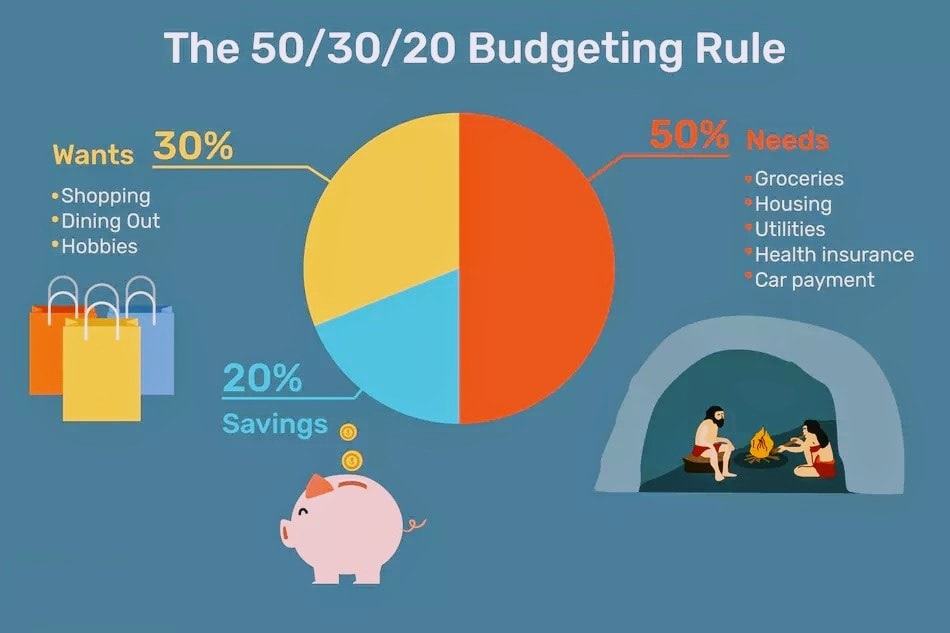 The 50/30/20 Budgeting Rule
Wants 30%
Shopping
Dining Out
Hobbies
50% Needs
Groceries
Housing
Utilities
Health insurance
Car payment
20%
Savings